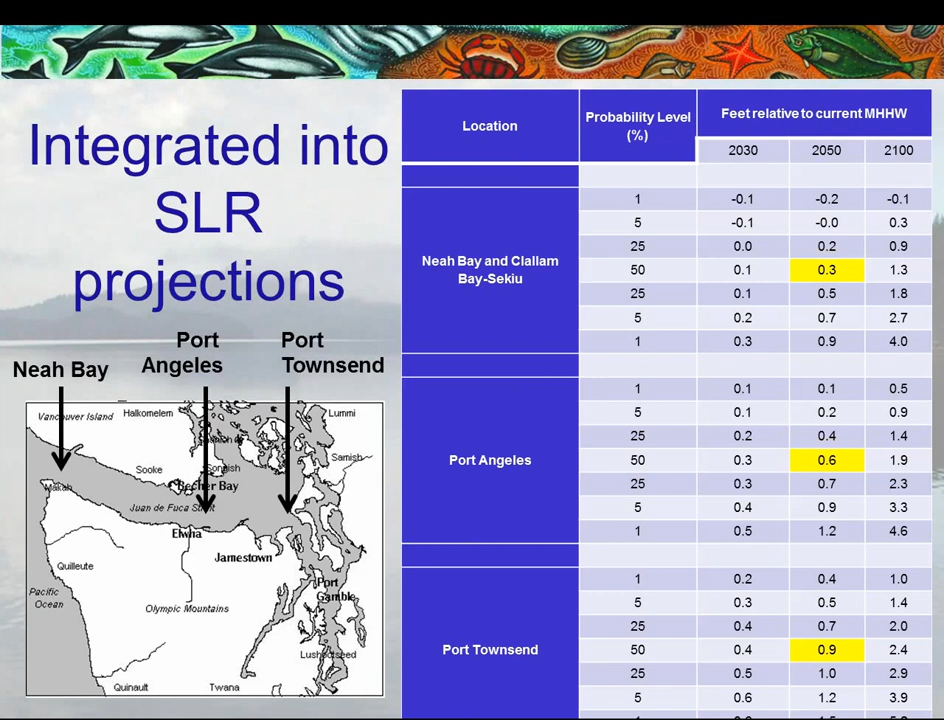 Integrated into
SLR
projections
Neah Bay
Port
Angeles
Port
Townsend
Vancouver Island
Halkomelem
Lummi
Samish
Sooke
Songish
Becher Bay
Makah
Juan de Fuca Strait
Elwha
Jamestown
Quilleute
Pacific
Ocean
Olympic Mountains
Port
Gamble
Lushootseed
Quinault
Twana
Location Probability Level (%) Feet relative to current MHHW
2030 2050 2100
Neah Bay and Clallam
Bay-Sekiu
1 -0.1 -0.2 -0.1
5 -0.1 -0.0 0.3
25 0.0 0.2 0.9
50 0.1 0.3 1.3
25 0.1 0.5 1.8
5 0.2 0.7 2.7
1 0.3 0.9 4.0
Port Angeles
1 0.1 0.1 0.5
5 0.1 0.2 0.9
25 0.2 0.4 1.4
50 0.3 0.6 1.9
25 0.3 0.7 2.3
5 0.4 0.9 3.3
1 0.5 1.2 4.6
Port Townsend
1 0.2 0.4 1.0
5 0.3 0.5 1.4
25 0.4 0.7 2.0
50 0.4 0.9 2.4
25 0.5 1.0 2.9
5 0.6 1.2 3.9